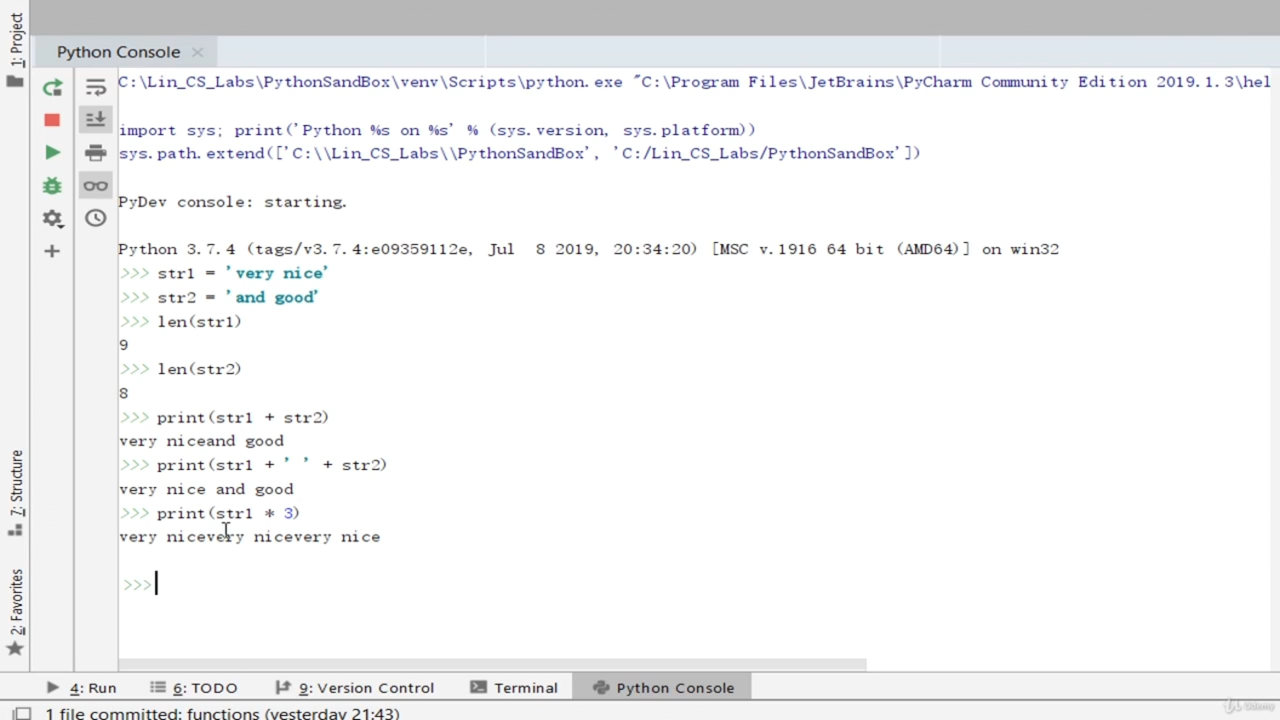 1: Project
Python Console
C:\Lin_CS_Labs\PythonSandBox\venv\Scripts\python.exe "C:\Program Files\JetBrains\PyCharm Community Edition 2019.1.3\hel
import sys; print('Python %s on %s' % (sys.version, sys.platform))
sys.path.extend(['C:\\Lin_CS_Labs\\PythonSandBox', 'C:/Lin_CS_Labs/PythonSandBox'])
PyDev console: starting.
Python 3.7.4 (tags/v3.7.4:e09359112e, Jul  8 2019, 20:34:20) [MSC v.1916 64 bit (AMD64)] on win32
>>> str1 = 'very nice'
>>> str2 = 'and good'
>>> len(str1)
9
>>> len(str2)
8
>>> print(str1 + str2)
very niceand good
>>> print(str1 + ' ' + str2)
very nice and good
>>> print(str1 * 3)
very nicevery nicevery nice
>>>
7: Structure
2: Favorites
4: Run
6: TODO
9: Version Control
Terminal
Python Console
1 file committed: functions (yesterday 21:43)
Udemy